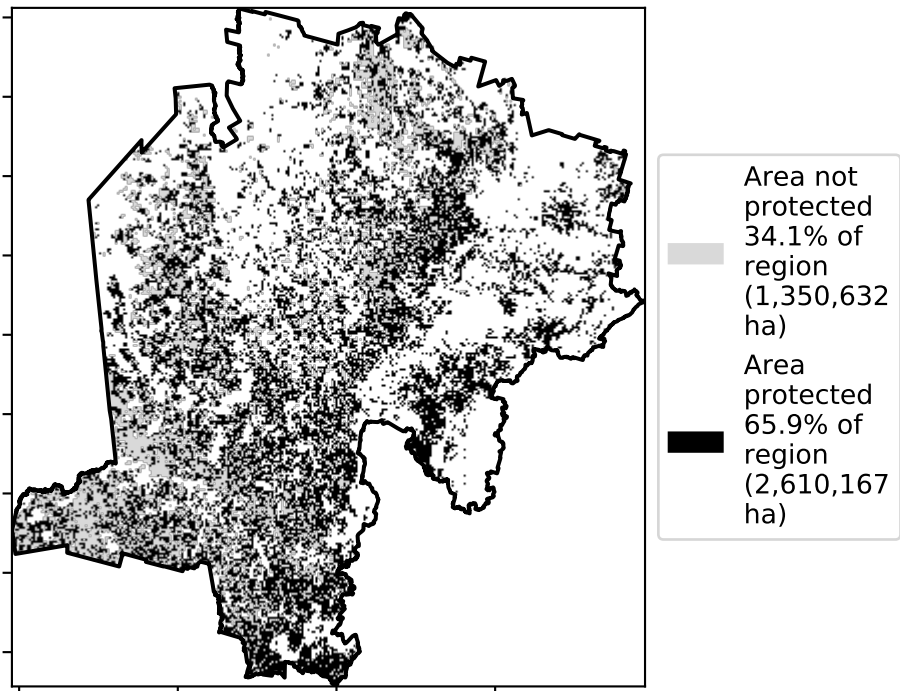 Area not
protected
34.1% of
region
(1,350,632
ha)
Area
protected
65.9% of
region
(2,610,167
ha)